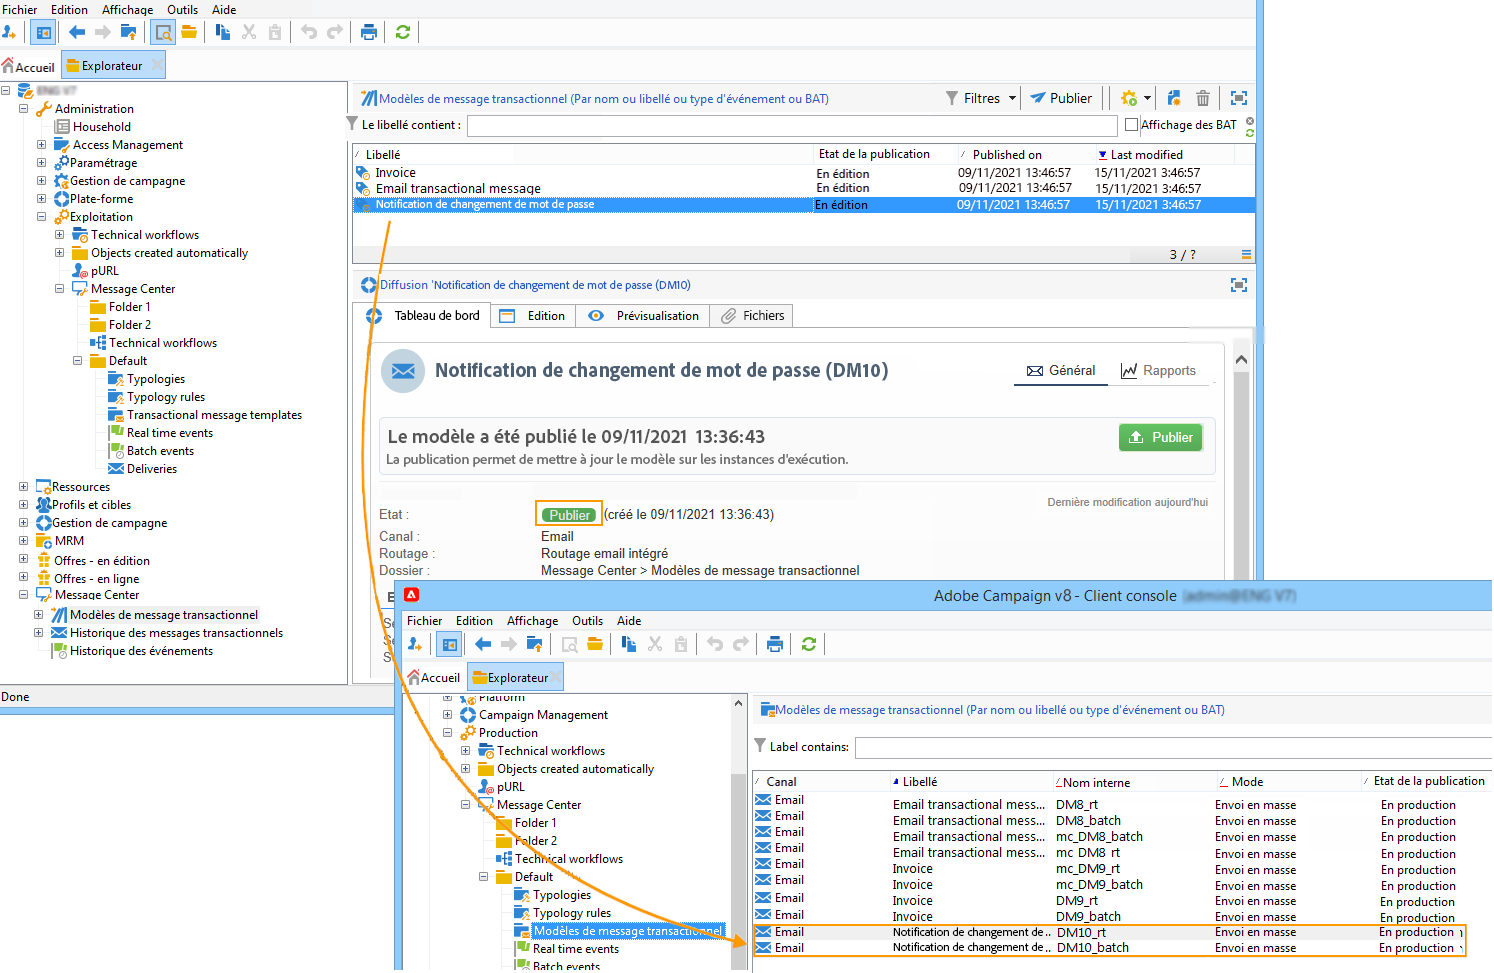 Fichier Edition Affichage Outils Aide
Accueil Explorateur
Administration
Household
Access Management
Paramétrage
Gestion de campagne
Plate-forme
Exploitation
Technical workflows
Objects created automatically
pURL
Message Center
Folder 1
Folder 2
Technical workflows
Default
Typologies
Typology rules
Transactional message templates
Real time events
Batch events
Deliveries
Ressources
Profils et cibles
Gestion de campagne
MRM
Offres - en édition
Offres - en ligne
Message Center
Modèles de message transactionnel
Historique des messages transactionnels
Historique des événements
Done
Modèles de message transactionnel (Par nom ou libellé ou type d'événement ou BAT) Filtres Publier
Le libellé contient : Affichage des BAT
Libellé Etat de la publication Published on Last modified
Invoice En édition 09/11/2021 13:46:57 15/11/2021 3:46:57
Email transactional message En édition 09/11/2021 13:46:57 15/11/2021 3:46:57
Notification de changement de mot de passe En édition 09/11/2021 13:46:57 15/11/2021 3:46:57
3 / ?
Diffusion 'Notification de changement de mot de passe (DM10)
Tableau de bord Edition Prévisualisation Fichiers
Notification de changement de mot de passe (DM10) Général Rapports
Le modèle a été publié le 09/11/2021 13:36:43 Publier
La publication permet de mettre à jour le modèle sur les instances d'exécution.
Dernière modification aujourd'hui
Etat : Publier (créé le 09/11/2021 13:36:43)
Canal : Email
Routage : Routage email intégré
Dossier : Message Center > Modèles de message transactionnel
Adobe Campaign v8 - Client console
Fichier Edition Affichage Outils Aide
Accueil Explorateur
Platform
Campaign Management
Production
Technical workflows
Objects created automatically
pURL
Message Center
Folder 1
Folder 2
Technical workflows
Default
Typologies
Typology rules
Modèles de message transactionnel
Real time events
Batch events
Modèles de message transactionnel (Par nom ou libellé ou type d'événement ou BAT)
Label contains:
Canal Libellé Nom interne Mode Etat de la publication
Email Email transactional mess... DM8_rt Envoi en masse En production
Email Email transactional mess... DM8_batch Envoi en masse En production
Email Email transactional mess... mc_DM8_batch Envoi en masse En production
Email Email transactional mess... mc_DM8_rt Envoi en masse En production
Email Invoice mc_DM9_rt Envoi en masse En production
Email Invoice mc_DM9_batch Envoi en masse En production
Email Invoice DM9_rt Envoi en masse En production
Email Invoice DM9_batch Envoi en masse En production
Email Notification de changement de .. DM10_rt Envoi en masse En production
Email Notification de changement de .. DM10_batch Envoi en masse En production